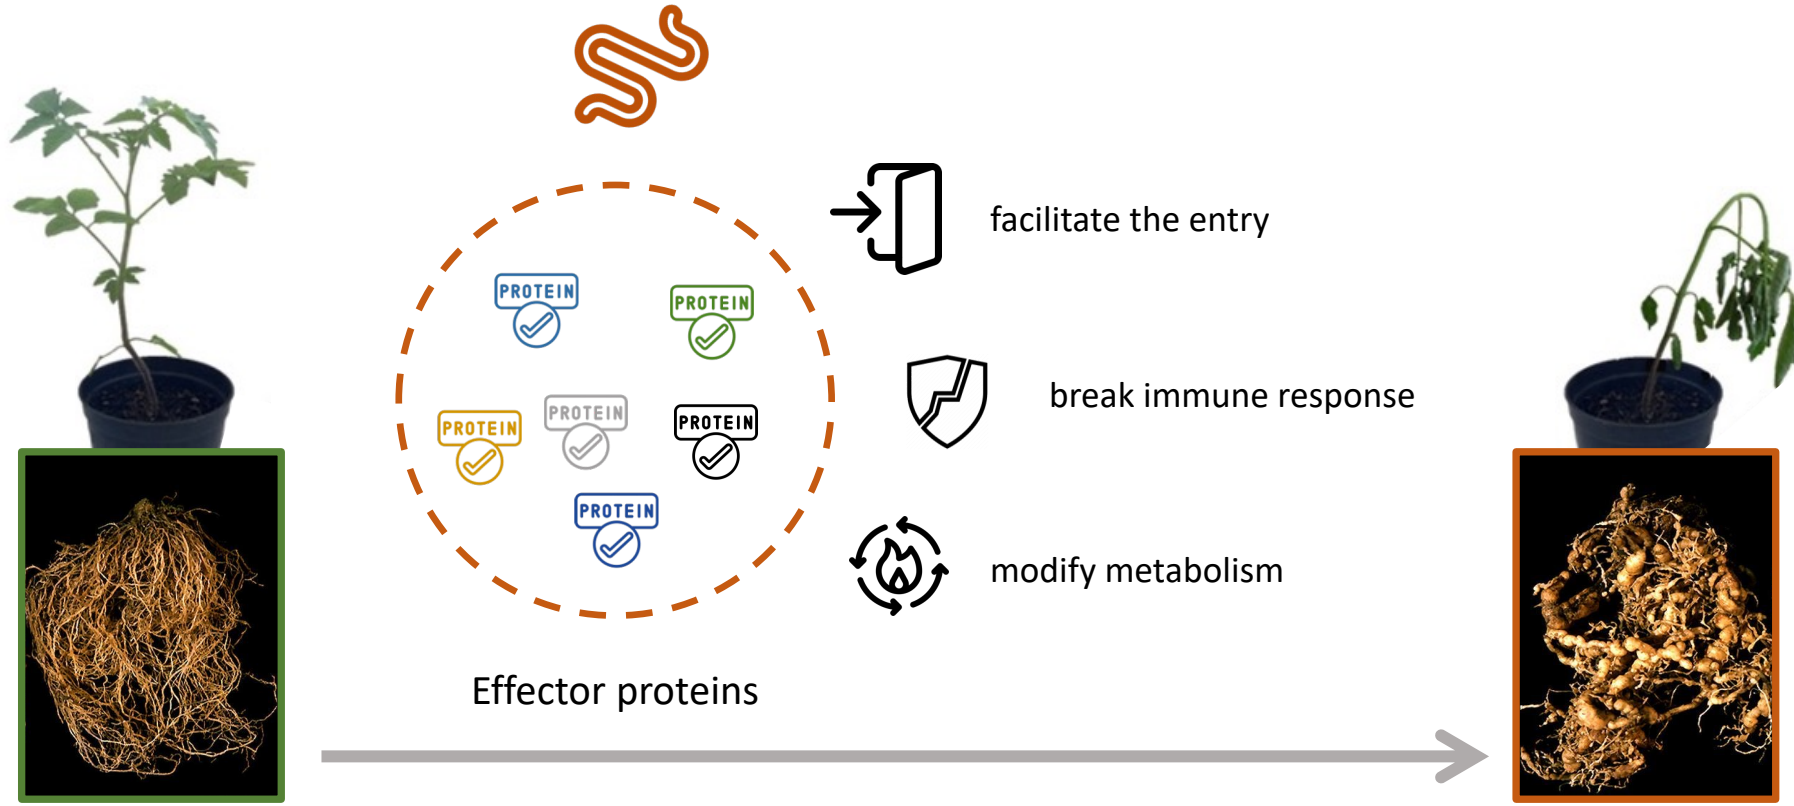 facilitate the entry
PROTEIN
PROTEIN
break immune response
PROTEIN
PROTEIN
PROTEIN
PROTEIN
modify metabolism
Effector proteins